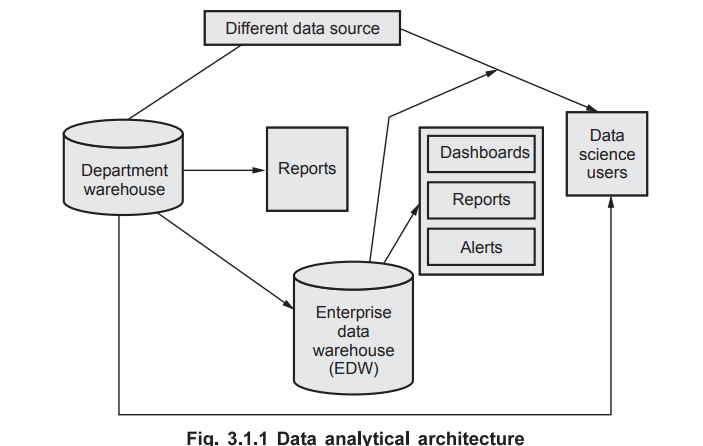 Different data source
Department
warehouse
Reports
Dashboards
Reports
Alerts
Data
science
users
Enterprise
data
warehouse
(EDW)
Fig. 3.1.1 Data analytical architecture